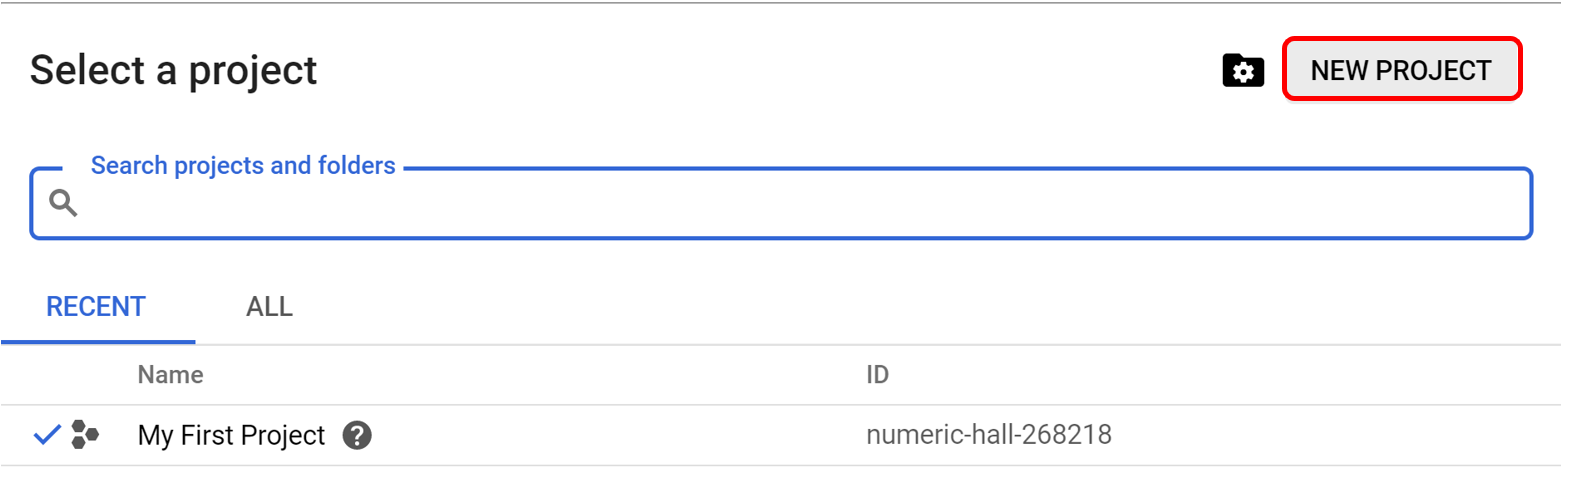 Select a project
NEW PROJECT
Search projects and folders
RECENT
ALL
Name
ID
My First Project
numeric-hall-268218